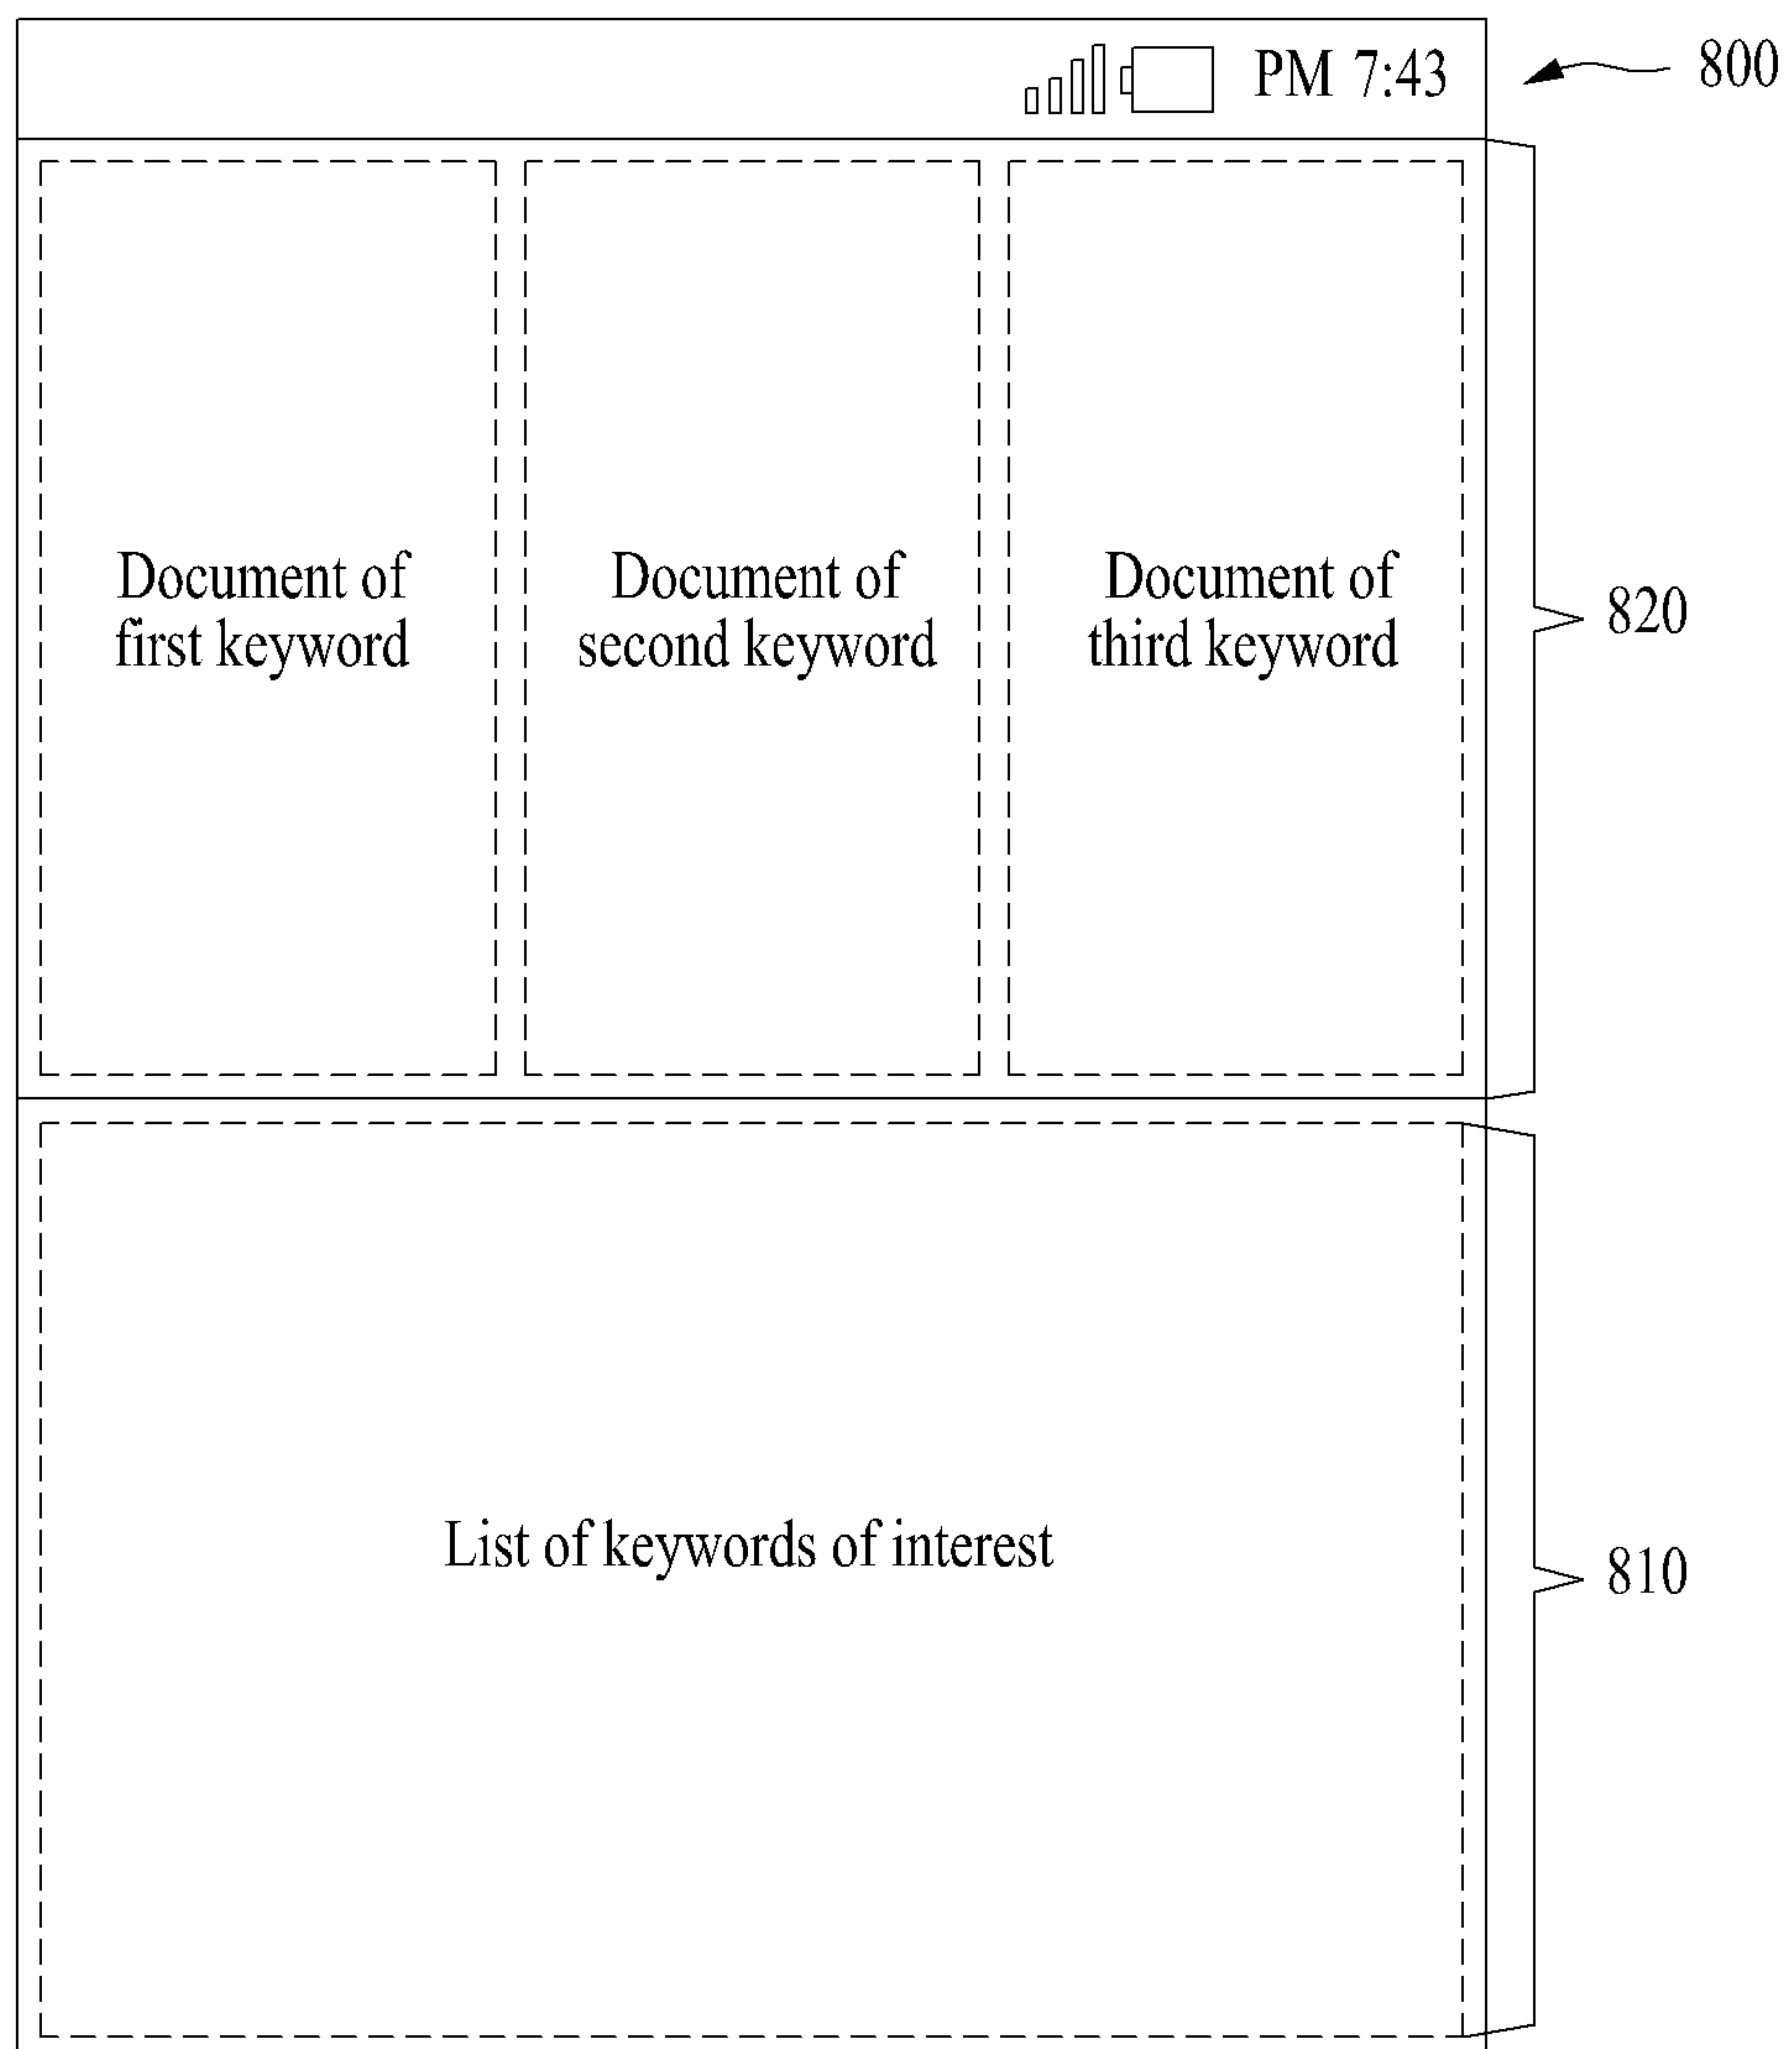 PM 7:43
800
Document of
first keyword
Document of
second keyword
Document of
third keyword
820
List of keywords of interest
810